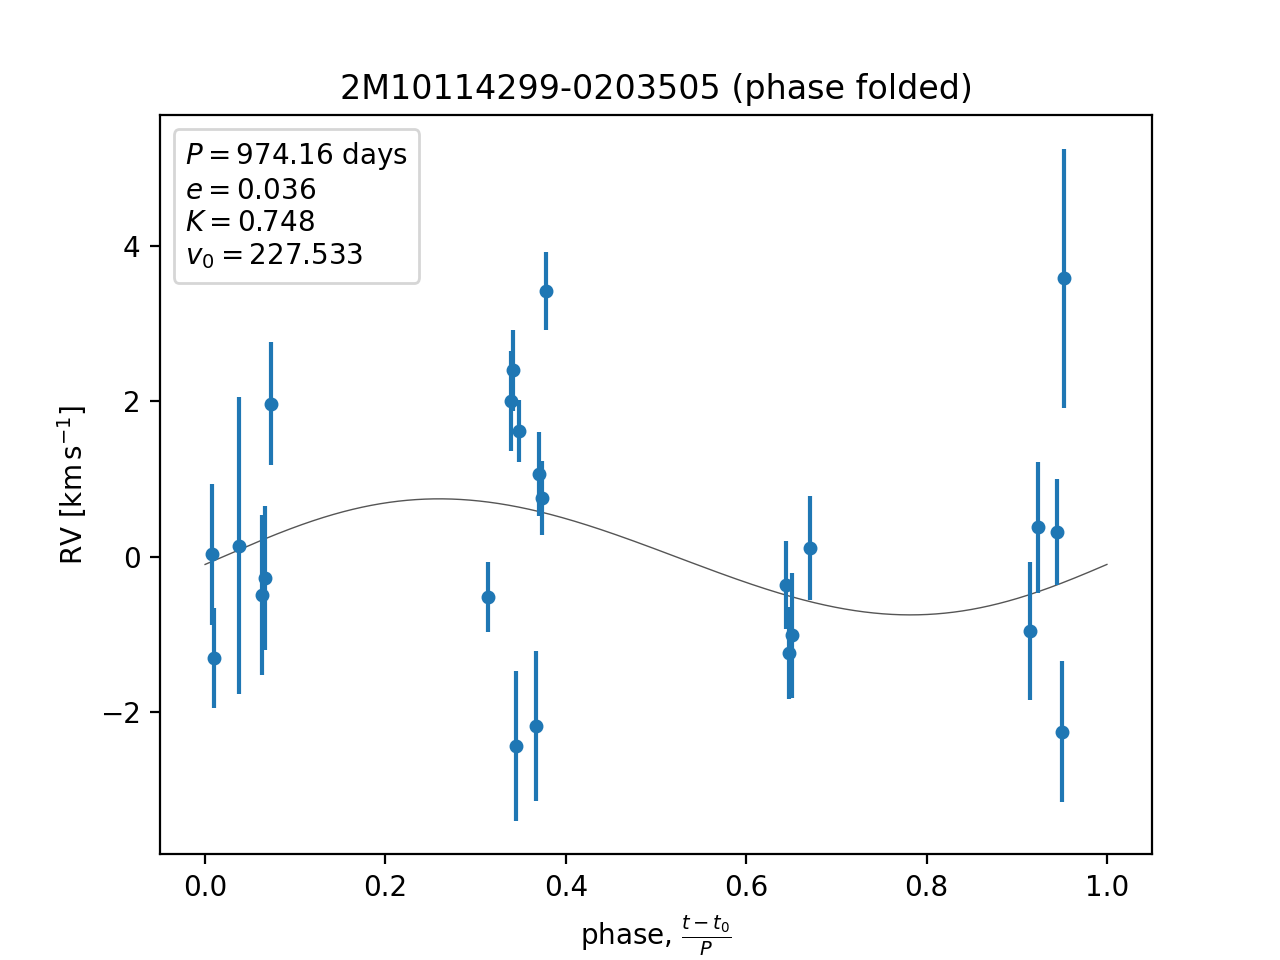 2M10114299-0203505 (phase folded)
P = 974.16 days
e = 0.036
K = 0.748
v₀ = 227.533
4
2
0
−2
RV [km s⁻¹]
0.0 0.2 0.4 0.6 0.8 1.0
phase, (t − t₀)/P